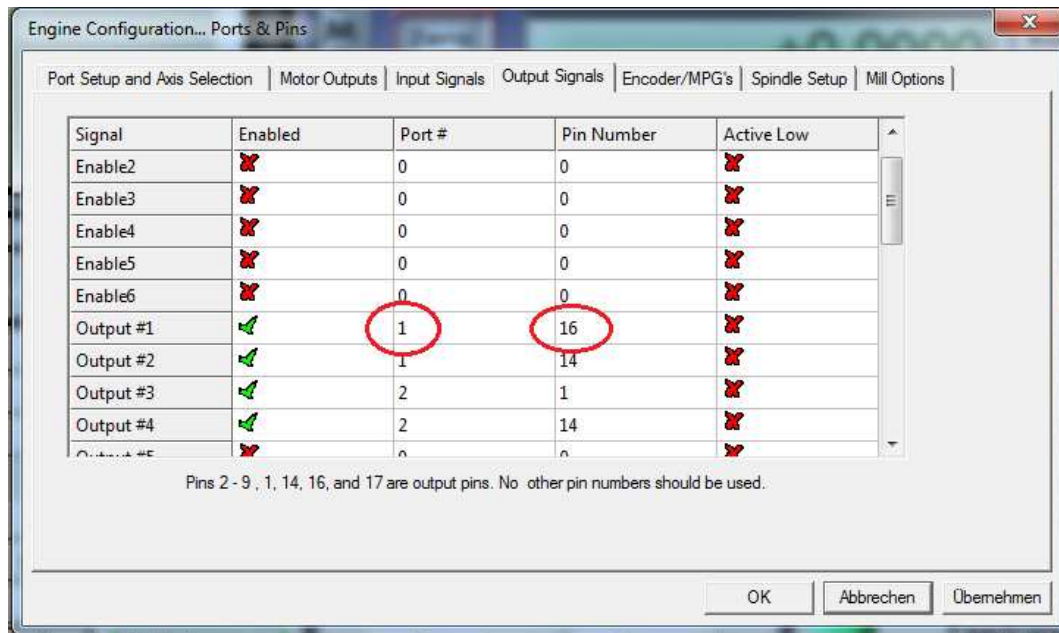 Engine Configuration... Ports & Pins
Port Setup and Axis Selection Motor Outputs Input Signals Output Signals Encoder/MPG's Spindle Setup Mill Options
Signal Enabled Port # Pin Number Active Low
Enable2 0 0
Enable3 0 0
Enable4 0 0
Enable5 0 0
Enable6 0 0
Output #1 1 16
Output #2 1 14
Output #3 2 1
Output #4 2 14
Output #5 0 0
Pins 2 - 9 , 1, 14, 16, and 17 are output pins. No other pin numbers should be used.
OK Abbrechen Übernehmen